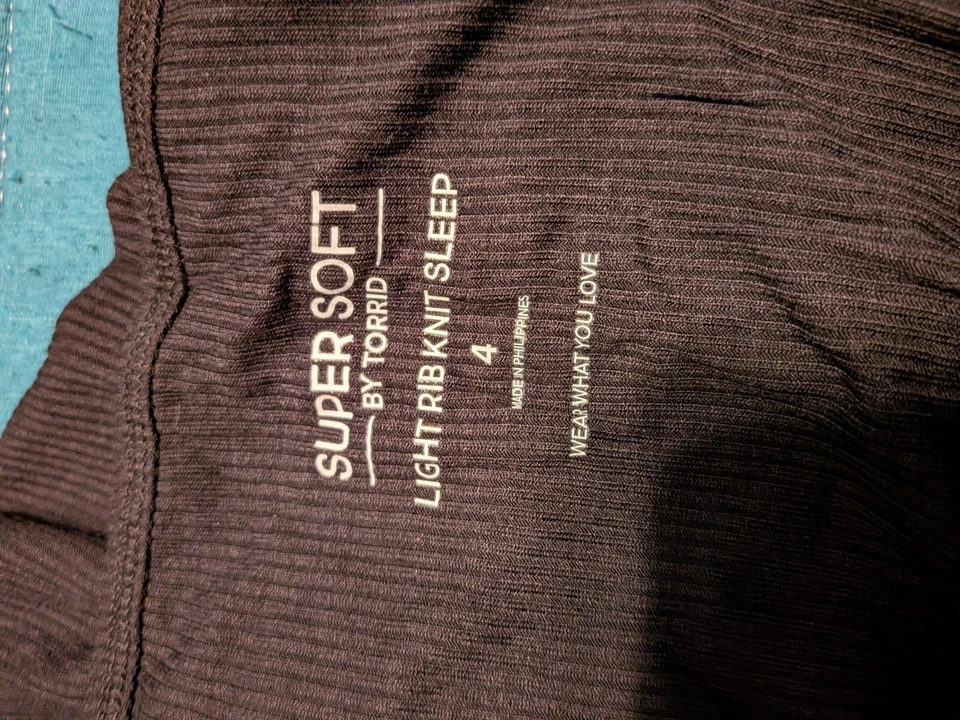 SUPER SOFT
BY TORRID
LIGHT RIB KNIT SLEEP
4
MADE IN PHILIPPINES
WEAR WHAT YOU LOVE